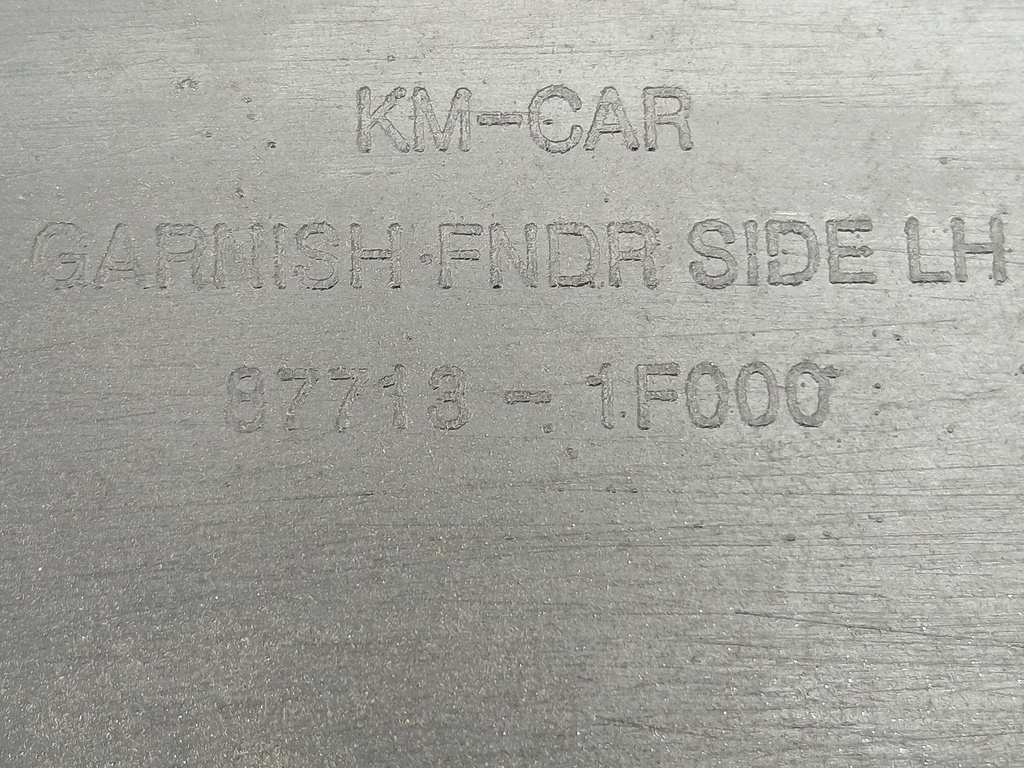 KM-CAR
GARNISH FNDR SIDE LH
87713-1F000